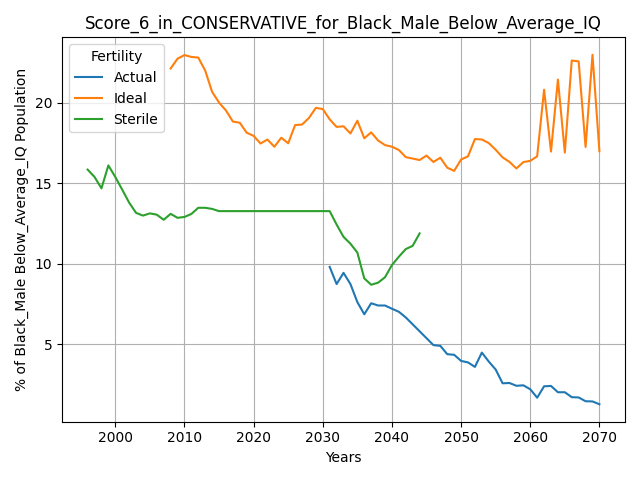 Score_6_in_CONSERVATIVE_for_Black_Male_Below_Average_IQ
Fertility
Actual
Ideal
Sterile
% of Black_Male Below_Average_IQ Population
20
15
10
5
2000 2010 2020 2030 2040 2050 2060 2070
Years